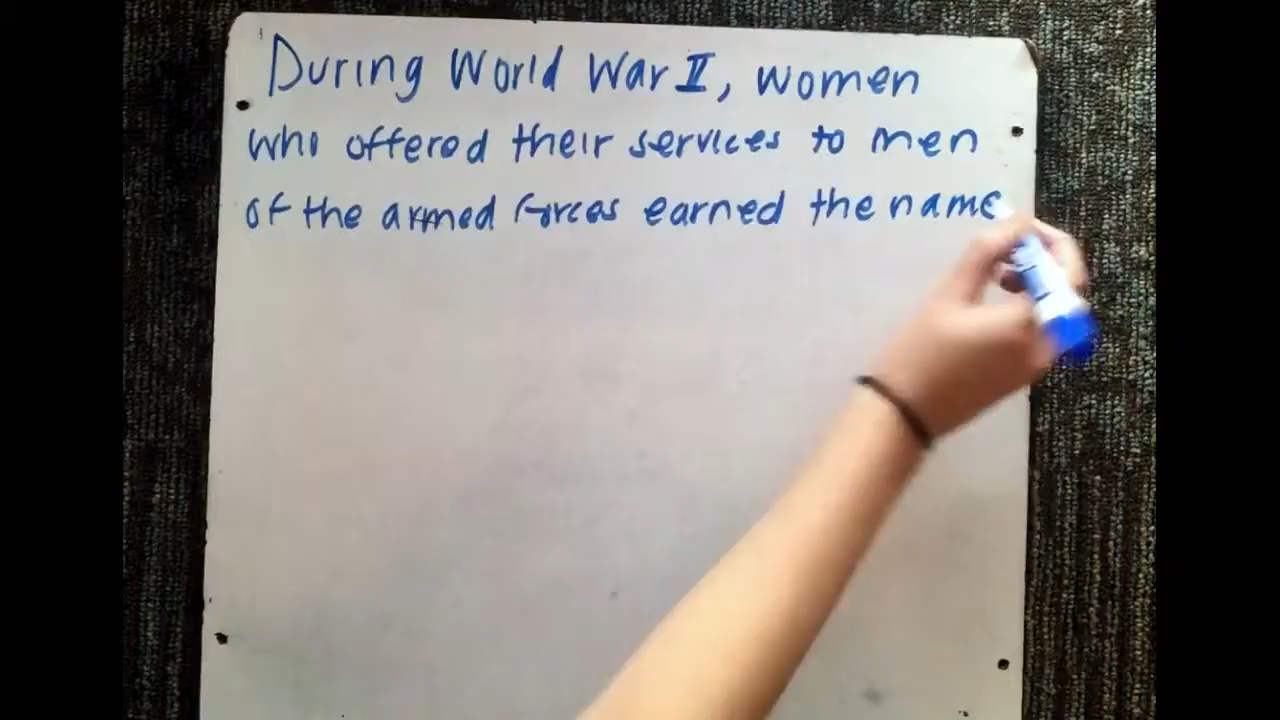 During World War II, women
who offered their services to men
of the armed forces earned the name